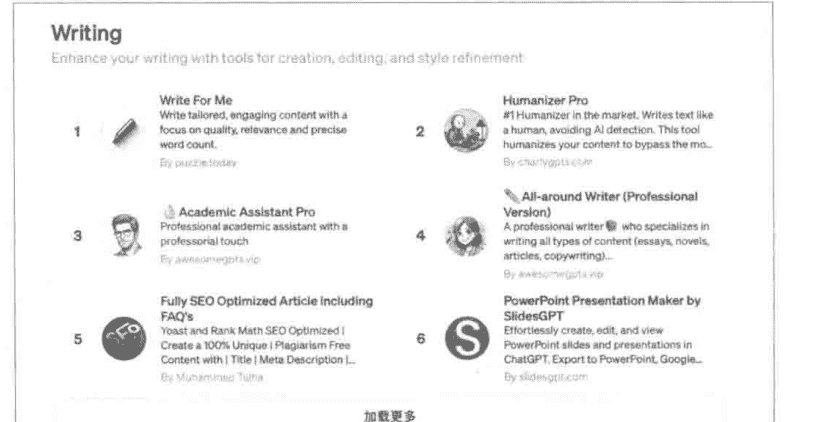 Writing
Enhance your writing with tools for creation, editing, and style refinement
1
Write For Me
Write tailored, engaging content with a
focus on quality, relevance and precise
word count.
By puzzle.today
2
Humanizer Pro
#1 Humanizer in the market. Writes text like
a human, avoiding AI detection. This tool
humanizes your content to bypass the mo...
By charlygpts.com
3
Academic Assistant Pro
Professional academic assistant with a
professorial touch
By awesomegpts.vip
4
All-around Writer (Professional
Version)
A professional writer who specializes in
writing all types of content (essays, novels,
articles, copywriting)...
By awesomegpts.vip
5
SEO
Fully SEO Optimized Article including
FAQ's
Yoast and Rank Math SEO Optimized |
Create a 100% Unique | Plagiarism Free
Content with | Title | Meta Description |...
By Muhammad Talha
6
S
PowerPoint Presentation Maker by
SlidesGPT
Effortlessly create, edit, and view
PowerPoint slides and presentations in
ChatGPT. Export to PowerPoint, Google...
By slidesgpt.com
加载更多